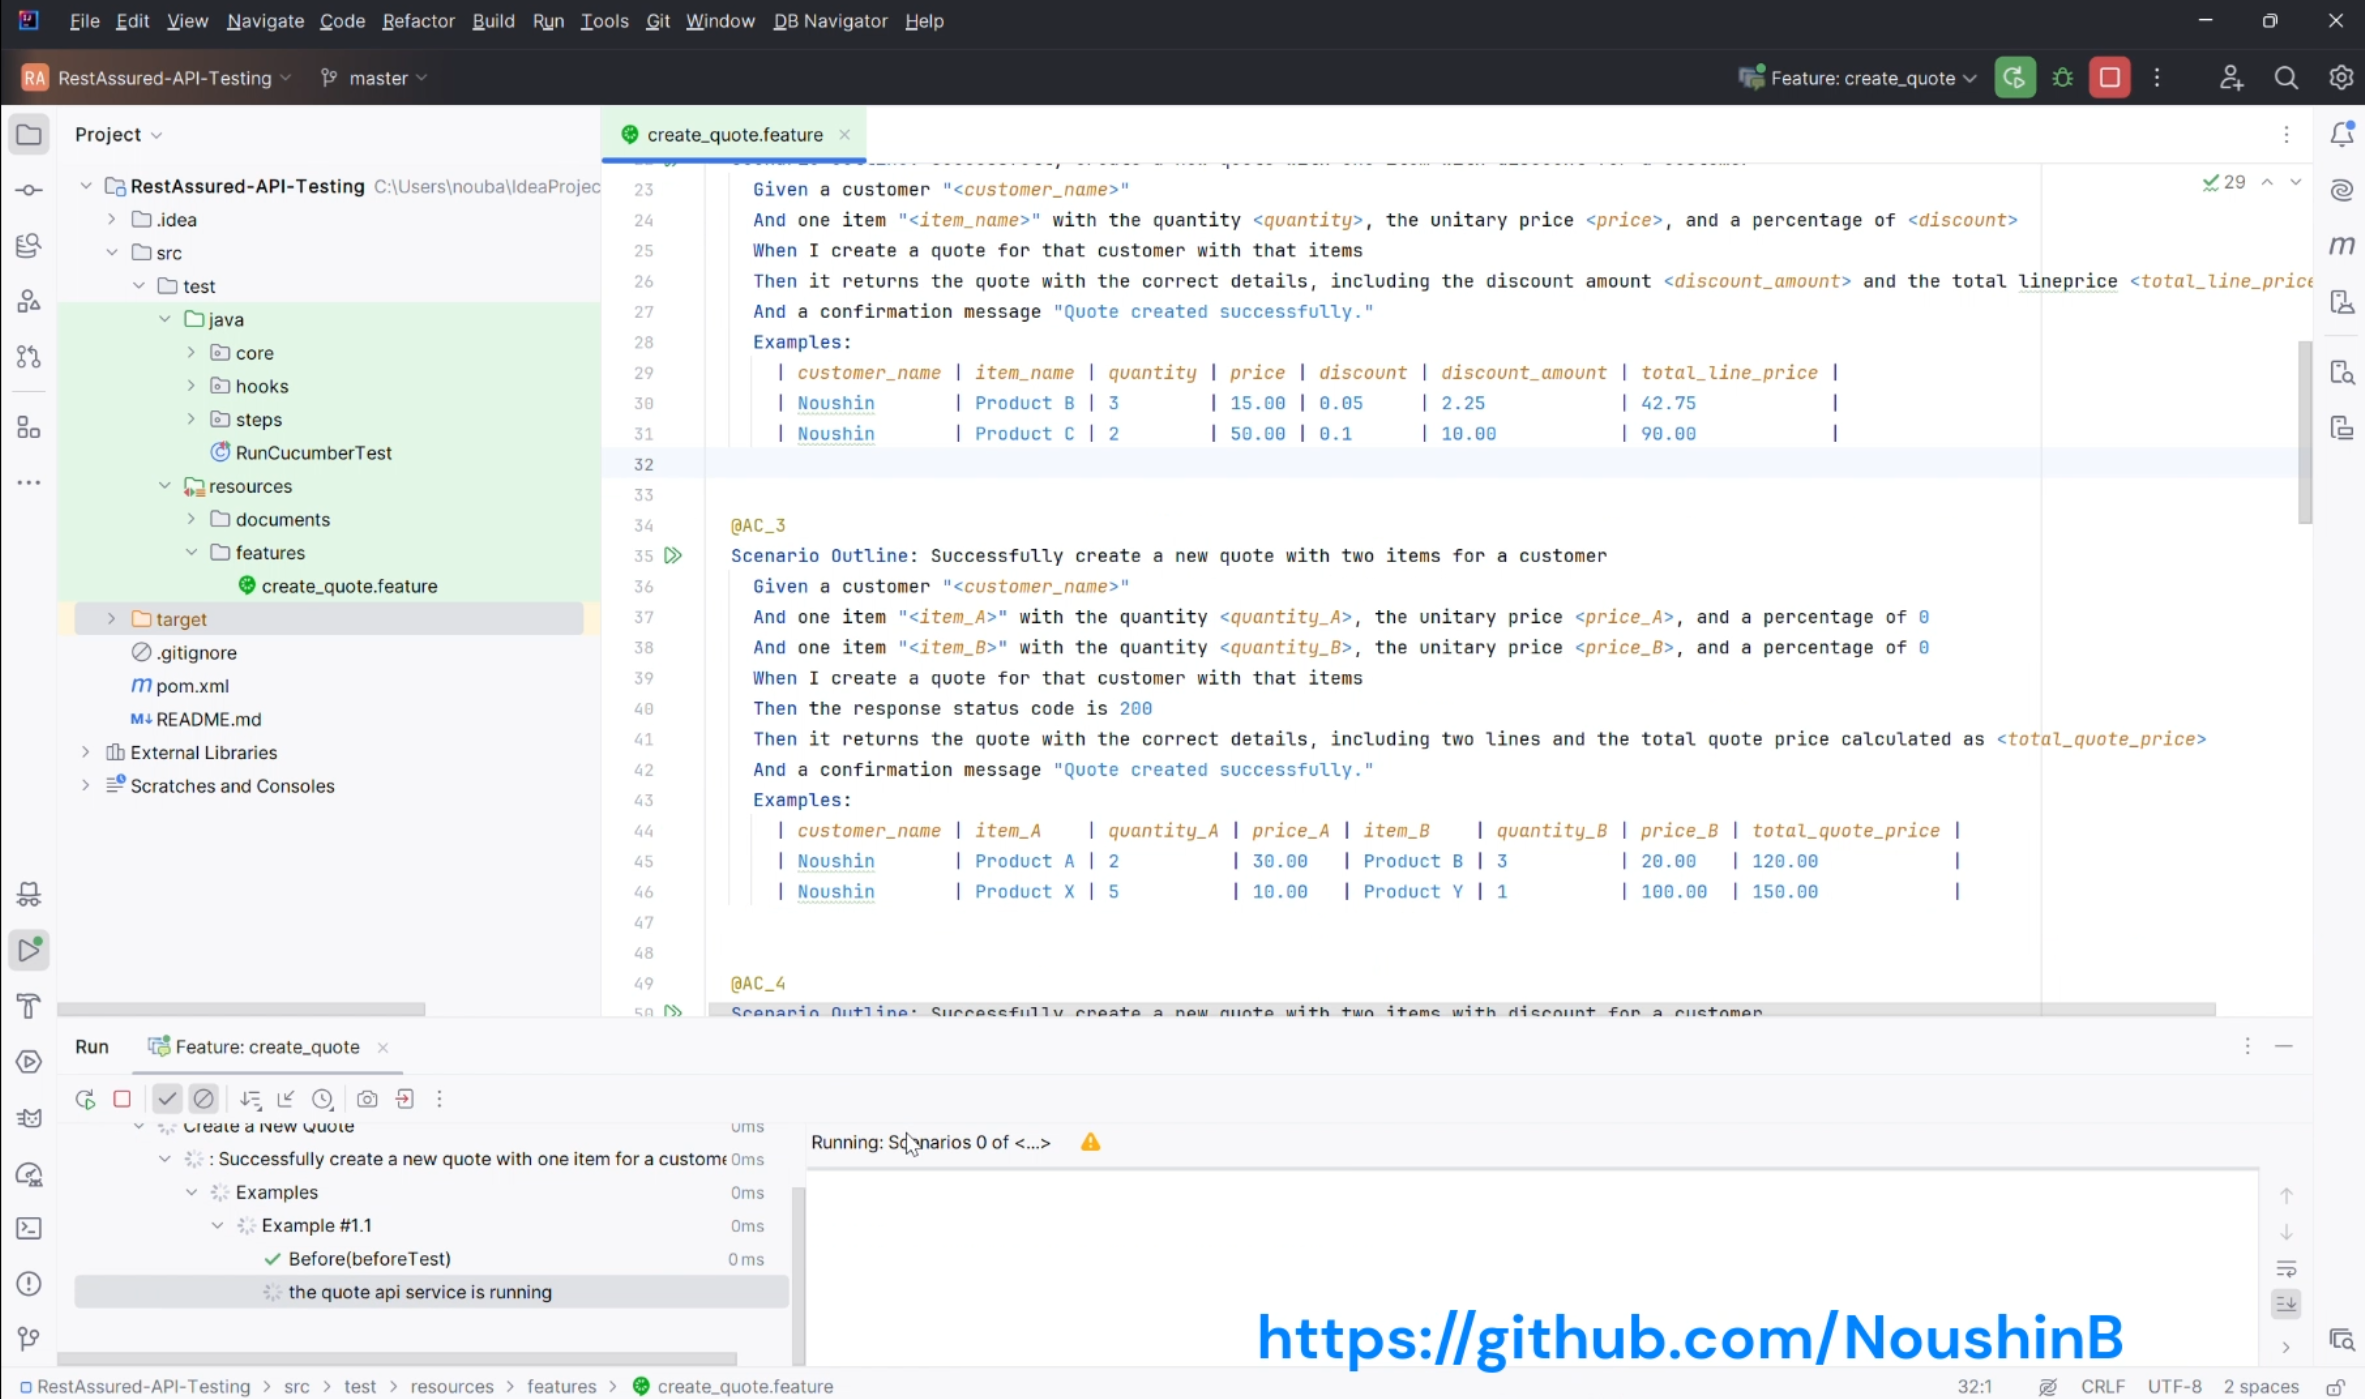 File Edit View Navigate Code Refactor Build Run Tools Git Window DB Navigator Help
RA RestAssured-API-Testing master Feature: create_quote
Project
create_quote.feature
RestAssured-API-Testing C:\Users\nouba\IdeaProjec
.idea
src
test
java
core
hooks
steps
RunCucumberTest
resources
documents
features
create_quote.feature
target
.gitignore
pom.xml
M↓ README.md
External Libraries
Scratches and Consoles
29
23 Given a customer "<customer_name>"
24 And one item "<item_name>" with the quantity <quantity>, the unitary price <price>, and a percentage of <discount>
25 When I create a quote for that customer with that items
26 Then it returns the quote with the correct details, including the discount amount <discount_amount> and the total lineprice <total_line_price
27 And a confirmation message "Quote created successfully."
28 Examples:
29 | customer_name | item_name | quantity | price | discount | discount_amount | total_line_price |
30 | Noushin | Product B | 3 | 15.00 | 0.05 | 2.25 | 42.75 |
31 | Noushin | Product C | 2 | 50.00 | 0.1 | 10.00 | 90.00 |
32
33
34 @AC_3
35 Scenario Outline: Successfully create a new quote with two items for a customer
36 Given a customer "<customer_name>"
37 And one item "<item_A>" with the quantity <quantity_A>, the unitary price <price_A>, and a percentage of 0
38 And one item "<item_B>" with the quantity <quantity_B>, the unitary price <price_B>, and a percentage of 0
39 When I create a quote for that customer with that items
40 Then the response status code is 200
41 Then it returns the quote with the correct details, including two lines and the total quote price calculated as <total_quote_price>
42 And a confirmation message "Quote created successfully."
43 Examples:
44 | customer_name | item_A | quantity_A | price_A | item_B | quantity_B | price_B | total_quote_price |
45 | Noushin | Product A | 2 | 30.00 | Product B | 3 | 20.00 | 120.00 |
46 | Noushin | Product X | 5 | 10.00 | Product Y | 1 | 100.00 | 150.00 |
47
48
49 @AC_4
50 Scenario Outline: Successfully create a new quote with two items with discount for a customer
Run Feature: create_quote
Create a New Quote 0ms
: Successfully create a new quote with one item for a custome 0ms
Examples 0ms
Example #1.1 0ms
Before(beforeTest) 0 ms
the quote api service is running
Running: Scenarios 0 of <...>
https://github.com/NoushinB
RestAssured-API-Testing > src > test > resources > features > create_quote.feature
32:1 CRLF UTF-8 2 spaces